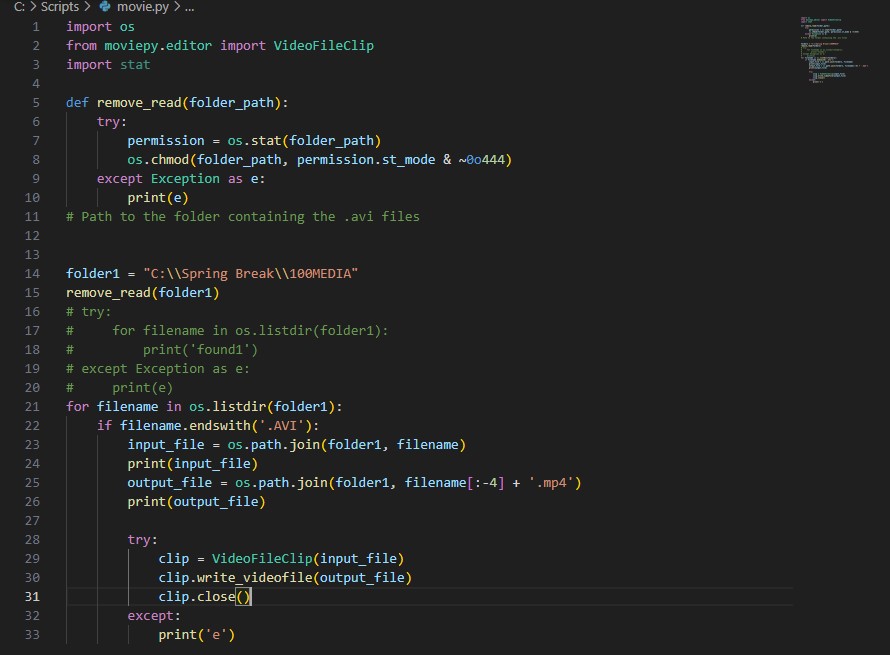 C: > Scripts > movie.py > ...
1 import os
2 from moviepy.editor import VideoFileClip
3 import stat
4
5 def remove_read(folder_path):
6     try:
7         permission = os.stat(folder_path)
8         os.chmod(folder_path, permission.st_mode & ~0o444)
9     except Exception as e:
10         print(e)
11 # Path to the folder containing the .avi files
12
13
14 folder1 = "C:\\Spring Break\\100MEDIA"
15 remove_read(folder1)
16 # try:
17 #     for filename in os.listdir(folder1):
18 #         print('found1')
19 # except Exception as e:
20 #     print(e)
21 for filename in os.listdir(folder1):
22     if filename.endswith('.AVI'):
23         input_file = os.path.join(folder1, filename)
24         print(input_file)
25         output_file = os.path.join(folder1, filename[:-4] + '.mp4')
26         print(output_file)
27
28         try:
29             clip = VideoFileClip(input_file)
30             clip.write_videofile(output_file)
31             clip.close()
32         except:
33             print('e')